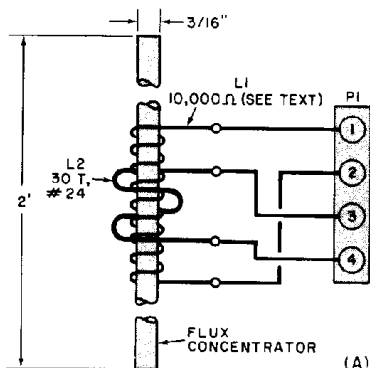 3/16"
L1
10,000Ω (SEE TEXT)
P1
1
2
3
4
L2
30 T,
#24
2'
FLUX
CONCENTRATOR
(A)